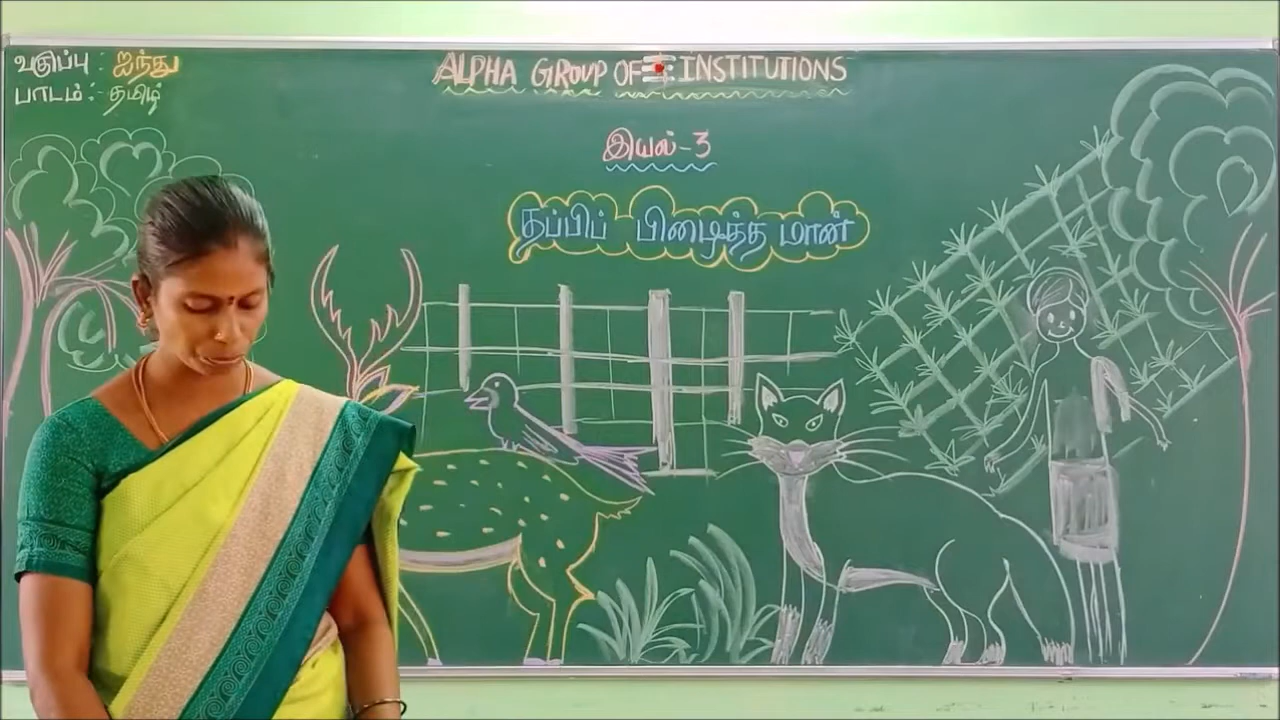 வகுப்பு : ஐந்து
பாடம் :- தமிழ்
ALPHA GROUP OF INSTITUTIONS
இயல்-3
தப்பிப் பிழைத்த மான்